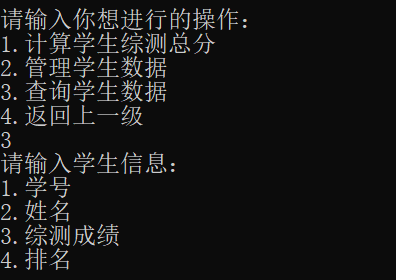 请输入你想进行的操作：
1.计算学生综测总分
2.管理学生数据
3.查询学生数据
4.返回上一级
3
请输入学生信息：
1.学号
2.姓名
3.综测成绩
4.排名